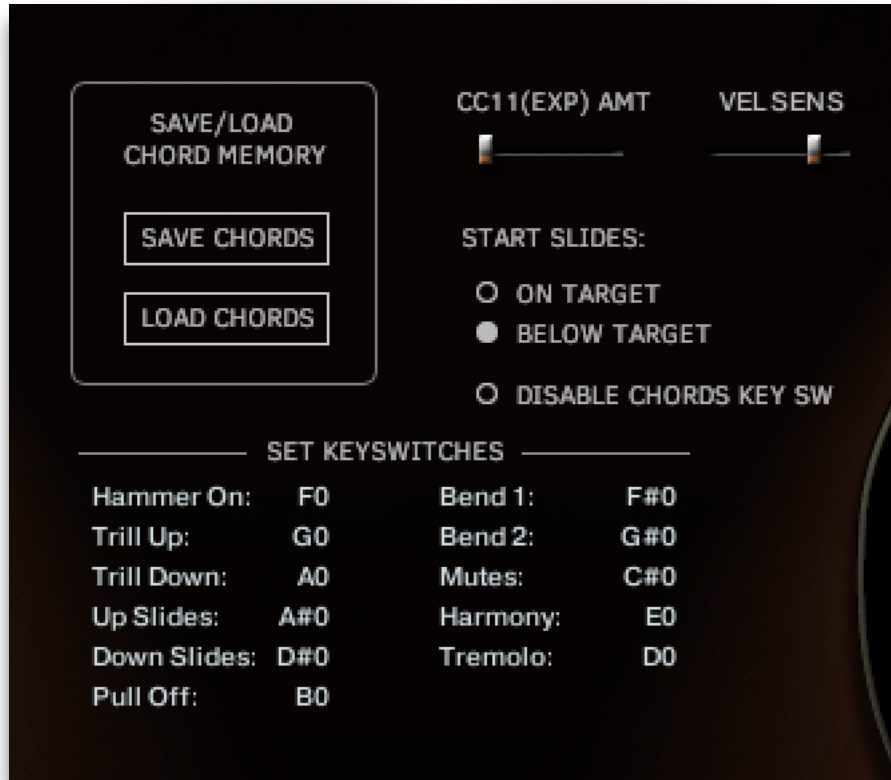 SAVE/LOAD
CHORD MEMORY
SAVE CHORDS
LOAD CHORDS
CC11(EXP) AMT
VEL SENS
START SLIDES:
ON TARGET
BELOW TARGET
DISABLE CHORDS KEY SW
SET KEYSWITCHES
Hammer On: F0
Trill Up: G0
Trill Down: A0
Up Slides: A#0
Down Slides: D#0
Pull Off: B0
Bend 1: F#0
Bend 2: G#0
Mutes: C#0
Harmony: E0
Tremolo: D0